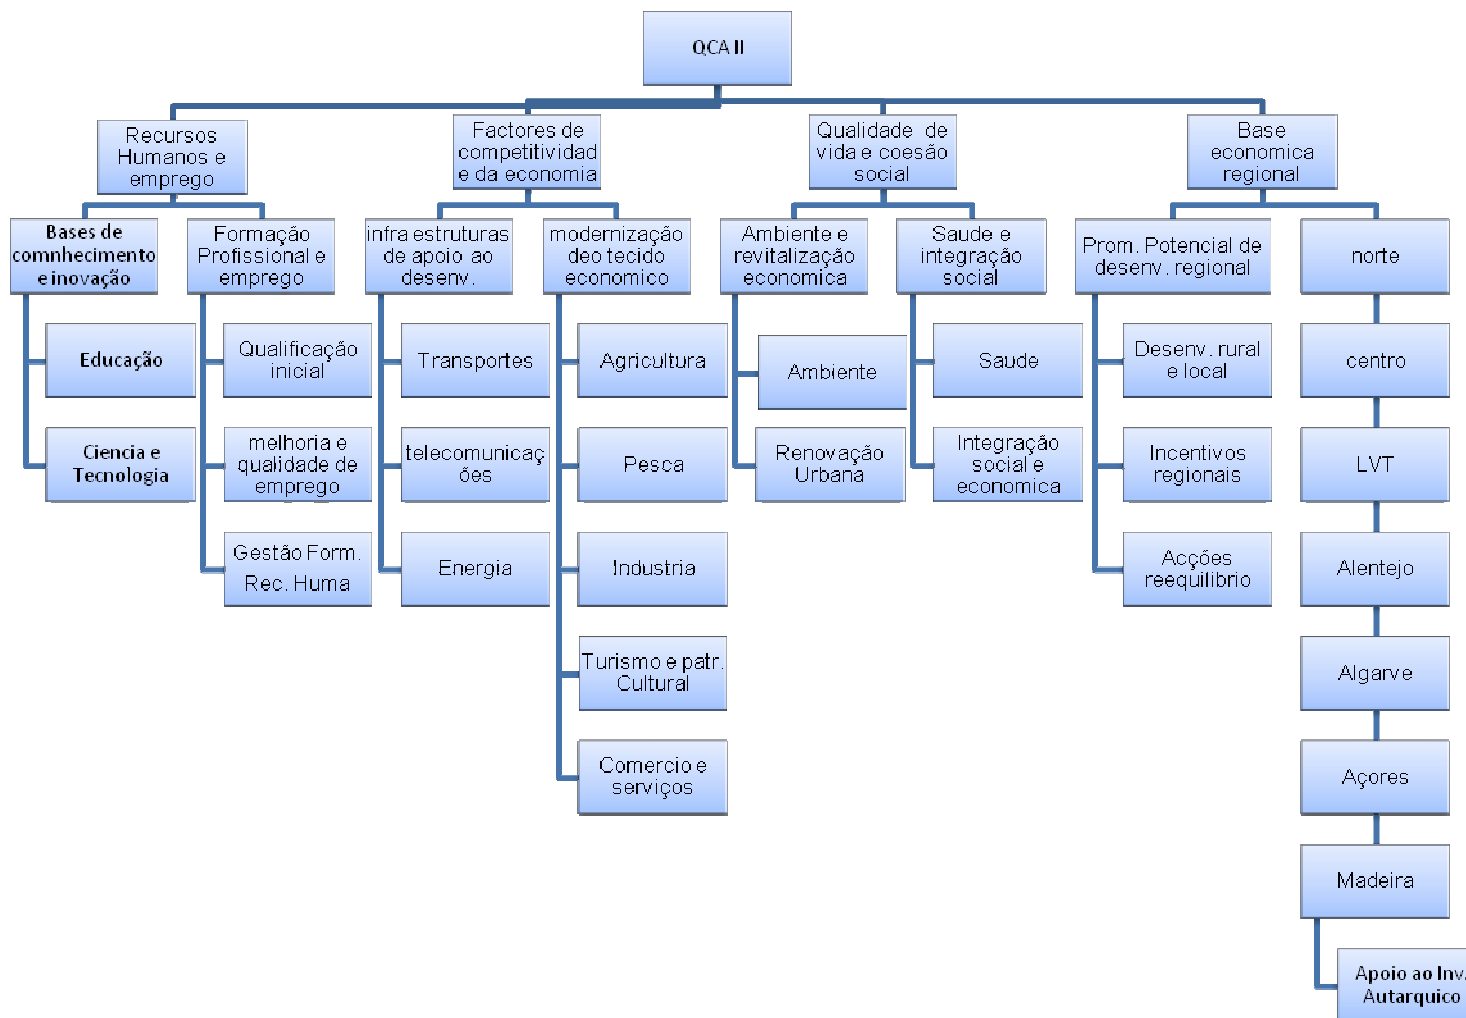 QCA II
Recursos
Humanos e
emprego
Factores de
competitividad
e da economia
Qualidade de
vida e coesão
social
Base
economica
regional
Bases de
comnhecimento
e inovação
Formação
Profissional e
emprego
infra estruturas
de apoio ao
desenv.
modernização
deo tecido
economico
Ambiente e
revitalização
economica
Saude e
integração
social
Prom. Potencial de
desenv. regional
norte
Educação
Qualificação
inicial
Transportes
Agricultura
Ambiente
Saude
Desenv. rural
e local
centro
Ciencia e
Tecnologia
melhoria e
qualidade de
emprego
telecomunicaç
ões
Pesca
Renovação
Urbana
Integração
social e
economica
Incentivos
regionais
LVT
Gestão Form.
Rec. Huma
Energia
Industria
Acções
reequilibrio
Alentejo
Turismo e patr.
Cultural
Algarve
Comercio e
serviços
Açores
Madeira
Apoio ao Inv.
Autarquico